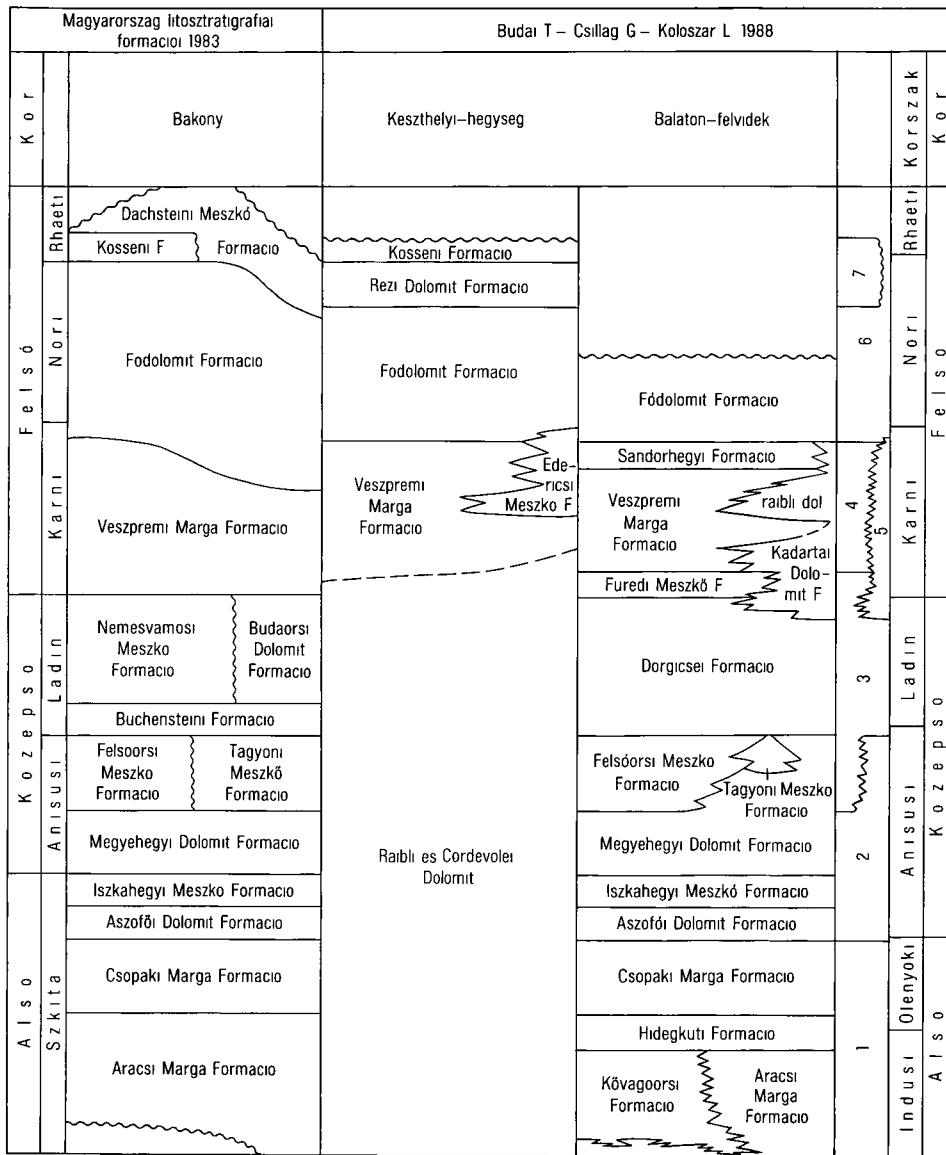 Magyarország litosztratigrafiai
formacioi 1983
Budai T – Csillag G – Koloszar L 1988
Kor
Bakony
Keszthelyi–hegyseg
Balaton–felvidek
Korszak
Kor
Felsó
Rhaeti
Nori
Karni
Kozepso
Ladin
Anisusi
Also
Szkita
Dachsteini Meszkó
Kosseni F
Formacio
Fodolomit Formacio
Veszpremi Marga Formacio
Nemesvamosi
Meszko
Formacio
Budaorsi
Dolomit
Formacio
Buchensteini Formacio
Felsoorsi
Meszko
Formacio
Tagyoni
Meszkő
Formacio
Megyehegyi Dolomit Formacio
Iszkahegyi Meszko Formacio
Aszofői Dolomit Formacio
Csopaki Marga Formacio
Aracsi Marga Formacio
Kosseni Formacio
Rezi Dolomit Formacio
Fodolomit Formacio
Veszpremi
Marga
Formacio
Ede–
ricsi
Meszko F
Raibli es Cordevolei
Dolomit
Fódolomit Formacio
Sandorhegyi Formacio
Veszpremi
Marga
Formacio
raibli dol
Kadartai
Dolo–
mit F
Furedi Meszkő F
Dorgicsei Formacio
Felsóorsi Meszko
Formacio
Tagyoni Meszko
Formacio
Megyehegyi Dolomit Formacio
Iszkahegyi Meszkó Formacio
Aszofői Dolomit Formacio
Csopaki Marga Formacio
Hidegkuti Formacio
Kővagoorsi
Formacio
Aracsi
Marga
Formacio
7
6
4
5
3
2
1
Rhaeti
Nori
Karni
Ladin
Anisusi
Olenyoki
Indusi
Felso
Kozepso
Also